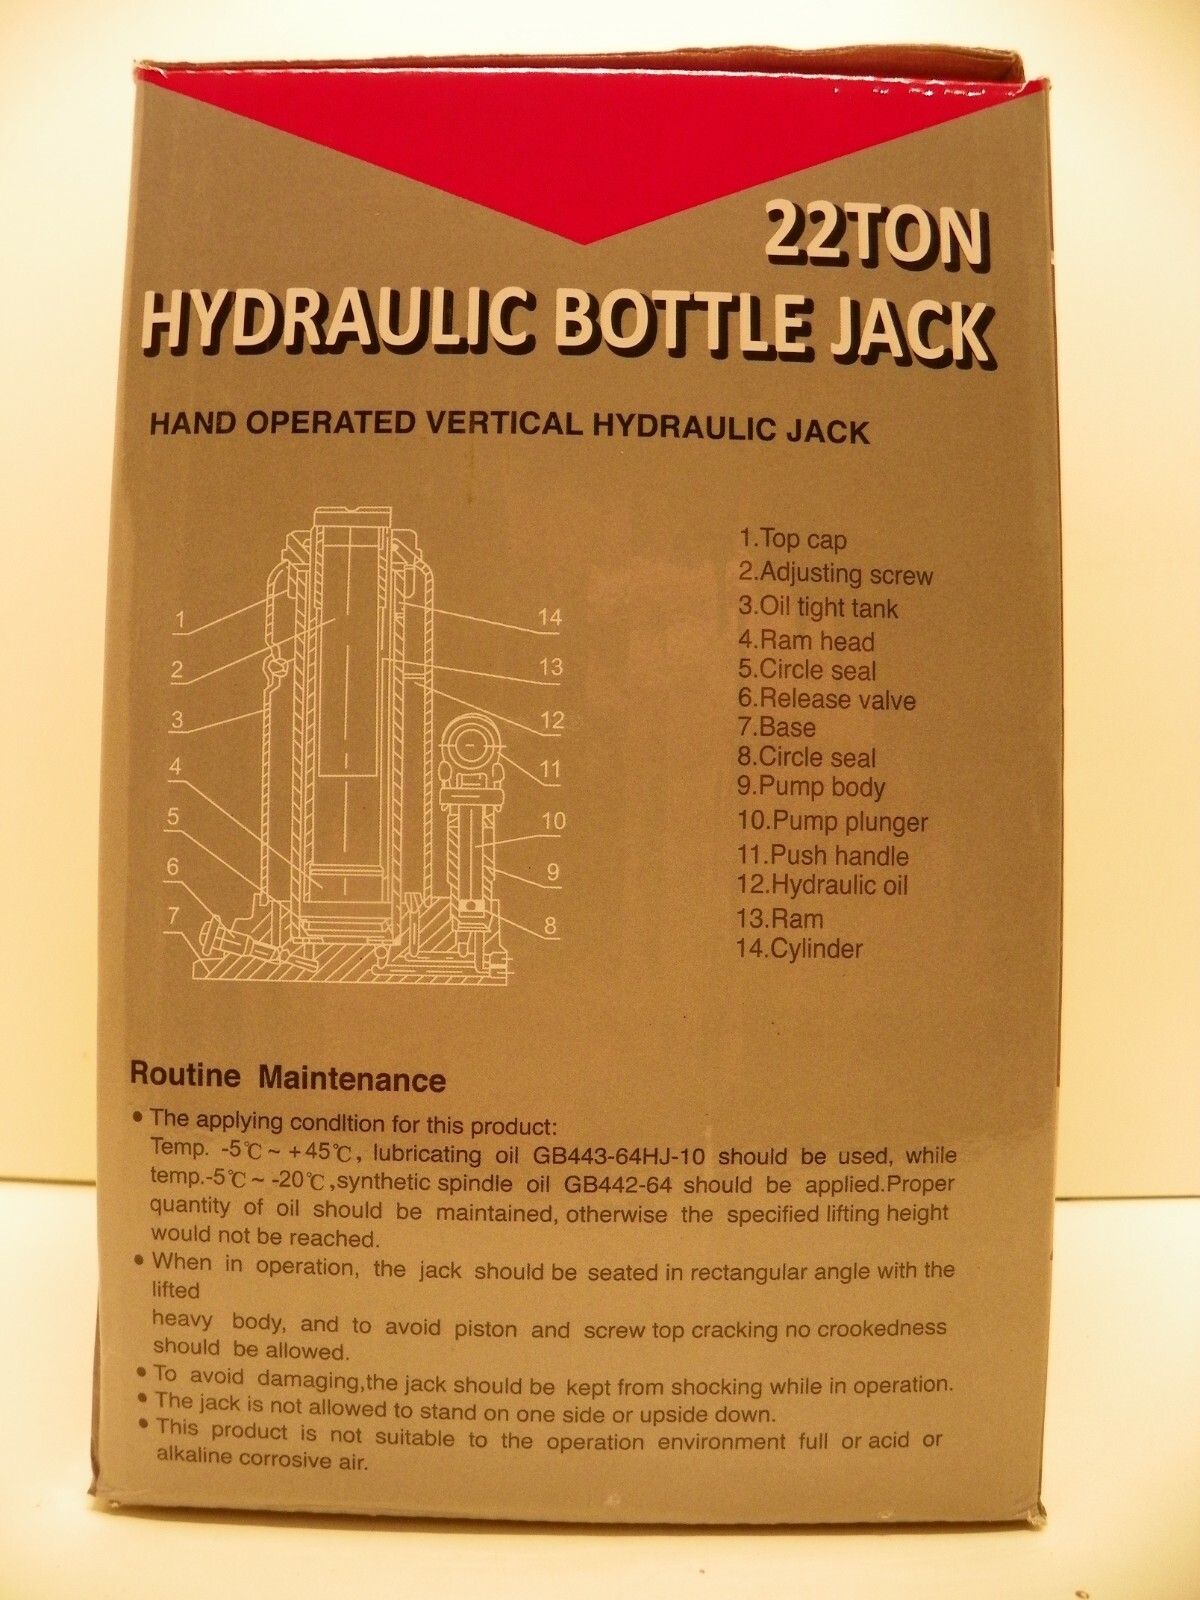 22TON
HYDRAULIC BOTTLE JACK
HAND OPERATED VERTICAL HYDRAULIC JACK
1
2
3
4
5
6
7
14
13
12
11
10
9
8
1.Top cap
2.Adjusting screw
3.Oil tight tank
4.Ram head
5.Circle seal
6.Release valve
7.Base
8.Circle seal
9.Pump body
10.Pump plunger
11.Push handle
12.Hydraulic oil
13.Ram
14.Cylinder
Routine Maintenance
• The applying condItion for this product:
Temp. -5℃ ~ +45℃, lubricating oil GB443-64HJ-10 should be used, while
temp.-5℃ ~ -20℃,synthetic spindle oil GB442-64 should be applied.Proper
quantity of oil should be maintained, otherwise the specified lifting height
would not be reached.
• When in operation, the jack should be seated in rectangular angle with the
lifted
heavy body, and to avoid piston and screw top cracking no crookedness
should be allowed.
• To avoid damaging,the jack should be kept from shocking while in operation.
• The jack is not allowed to stand on one side or upside down.
• This product is not suitable to the operation environment full or acid or
alkaline corrosive air.